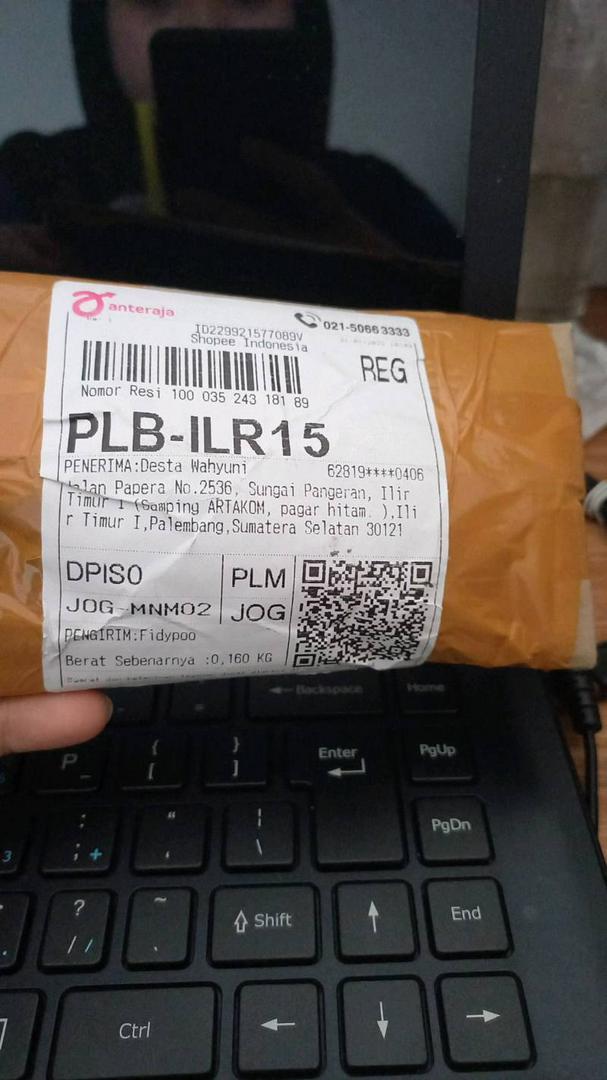 anteraja
021-5066 3333
ID229921577089V
Shopee Indonesia
REG
Nomor Resi 100 035 243 181 89
PLB-ILR15
PENERIMA:Desta Wahyuni 62819****0406
Jalan Papera No.2536, Sungai Pangeran, Ilir
Timur I (Samping ARTAKOM, pagar hitam. ),Ili
r Timur I,Palembang,Sumatera Selatan 30121
DPISO PLM
JOG-MNM02 JOG
PENGIRIM:Fidypoo
Berat Sebenarnya :0,160 KG
Backspace
Home
P
{
[
}
]
Enter
PgUp
3
:
;
+
"
'
¦
\
PgDn
?
/
/
~
Shift
↑
End
Ctrl
←
↓
→